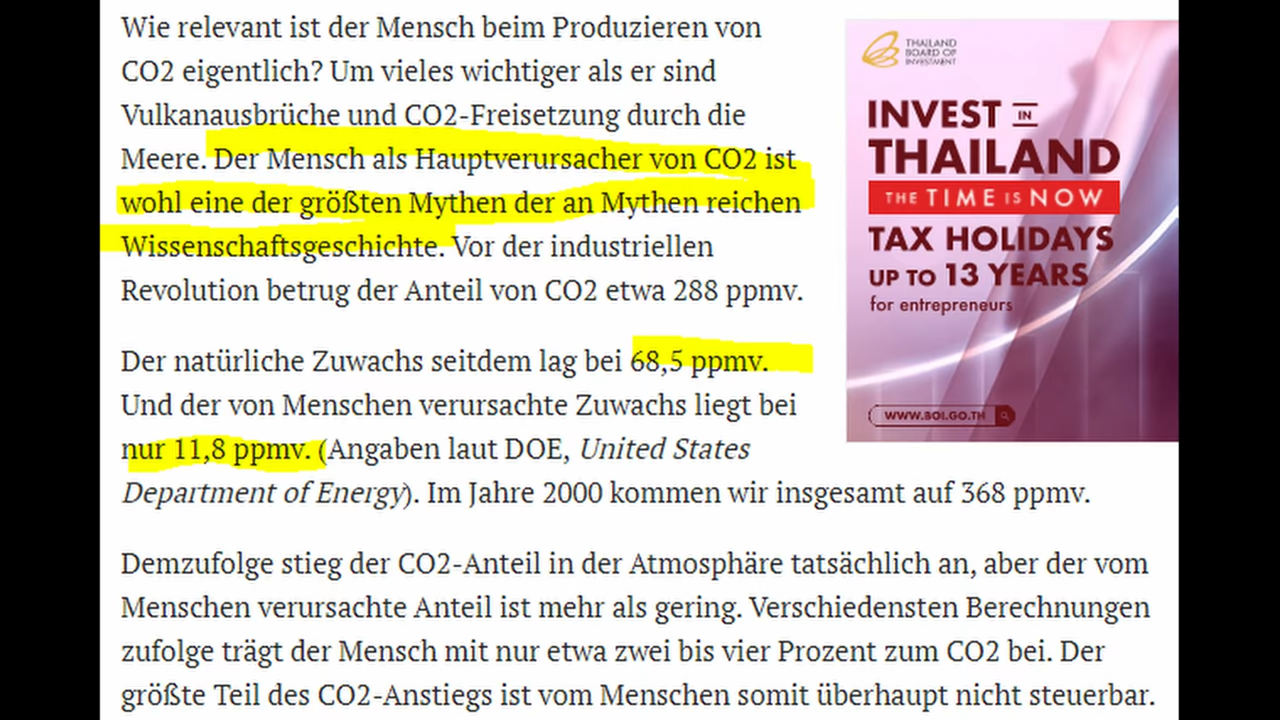 Wie relevant ist der Mensch beim Produzieren von
CO2 eigentlich? Um vieles wichtiger als er sind
Vulkanausbrüche und CO2-Freisetzung durch die
Meere. Der Mensch als Hauptverursacher von CO2 ist
wohl eine der größten Mythen der an Mythen reichen
Wissenschaftsgeschichte. Vor der industriellen
Revolution betrug der Anteil von CO2 etwa 288 ppmv.
Der natürliche Zuwachs seitdem lag bei 68,5 ppmv.
Und der von Menschen verursachte Zuwachs liegt bei
nur 11,8 ppmv. (Angaben laut DOE, United States
Department of Energy). Im Jahre 2000 kommen wir insgesamt auf 368 ppmv.
Demzufolge stieg der CO2-Anteil in der Atmosphäre tatsächlich an, aber der vom
Menschen verursachte Anteil ist mehr als gering. Verschiedensten Berechnungen
zufolge trägt der Mensch mit nur etwa zwei bis vier Prozent zum CO2 bei. Der
größte Teil des CO2-Anstiegs ist vom Menschen somit überhaupt nicht steuerbar.
THAILAND
BOARD OF
INVESTMENT
INVEST IN
THAILAND
THE TIME IS NOW
TAX HOLIDAYS
UP TO 13 YEARS
for entrepreneurs
WWW.BOI.GO.TH